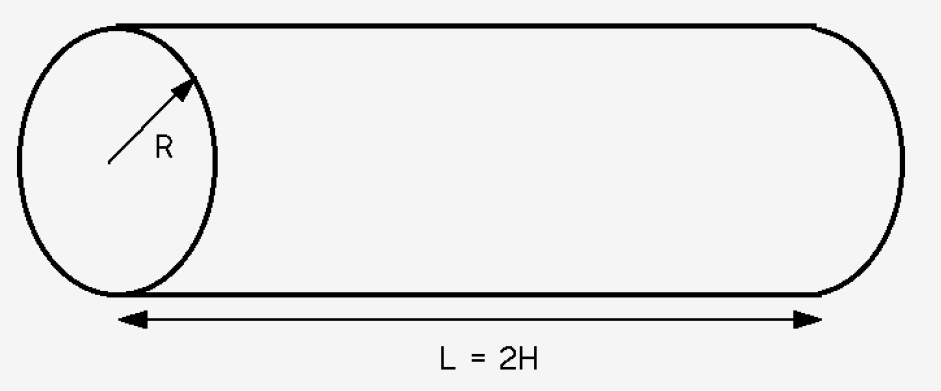 R
L = 2H